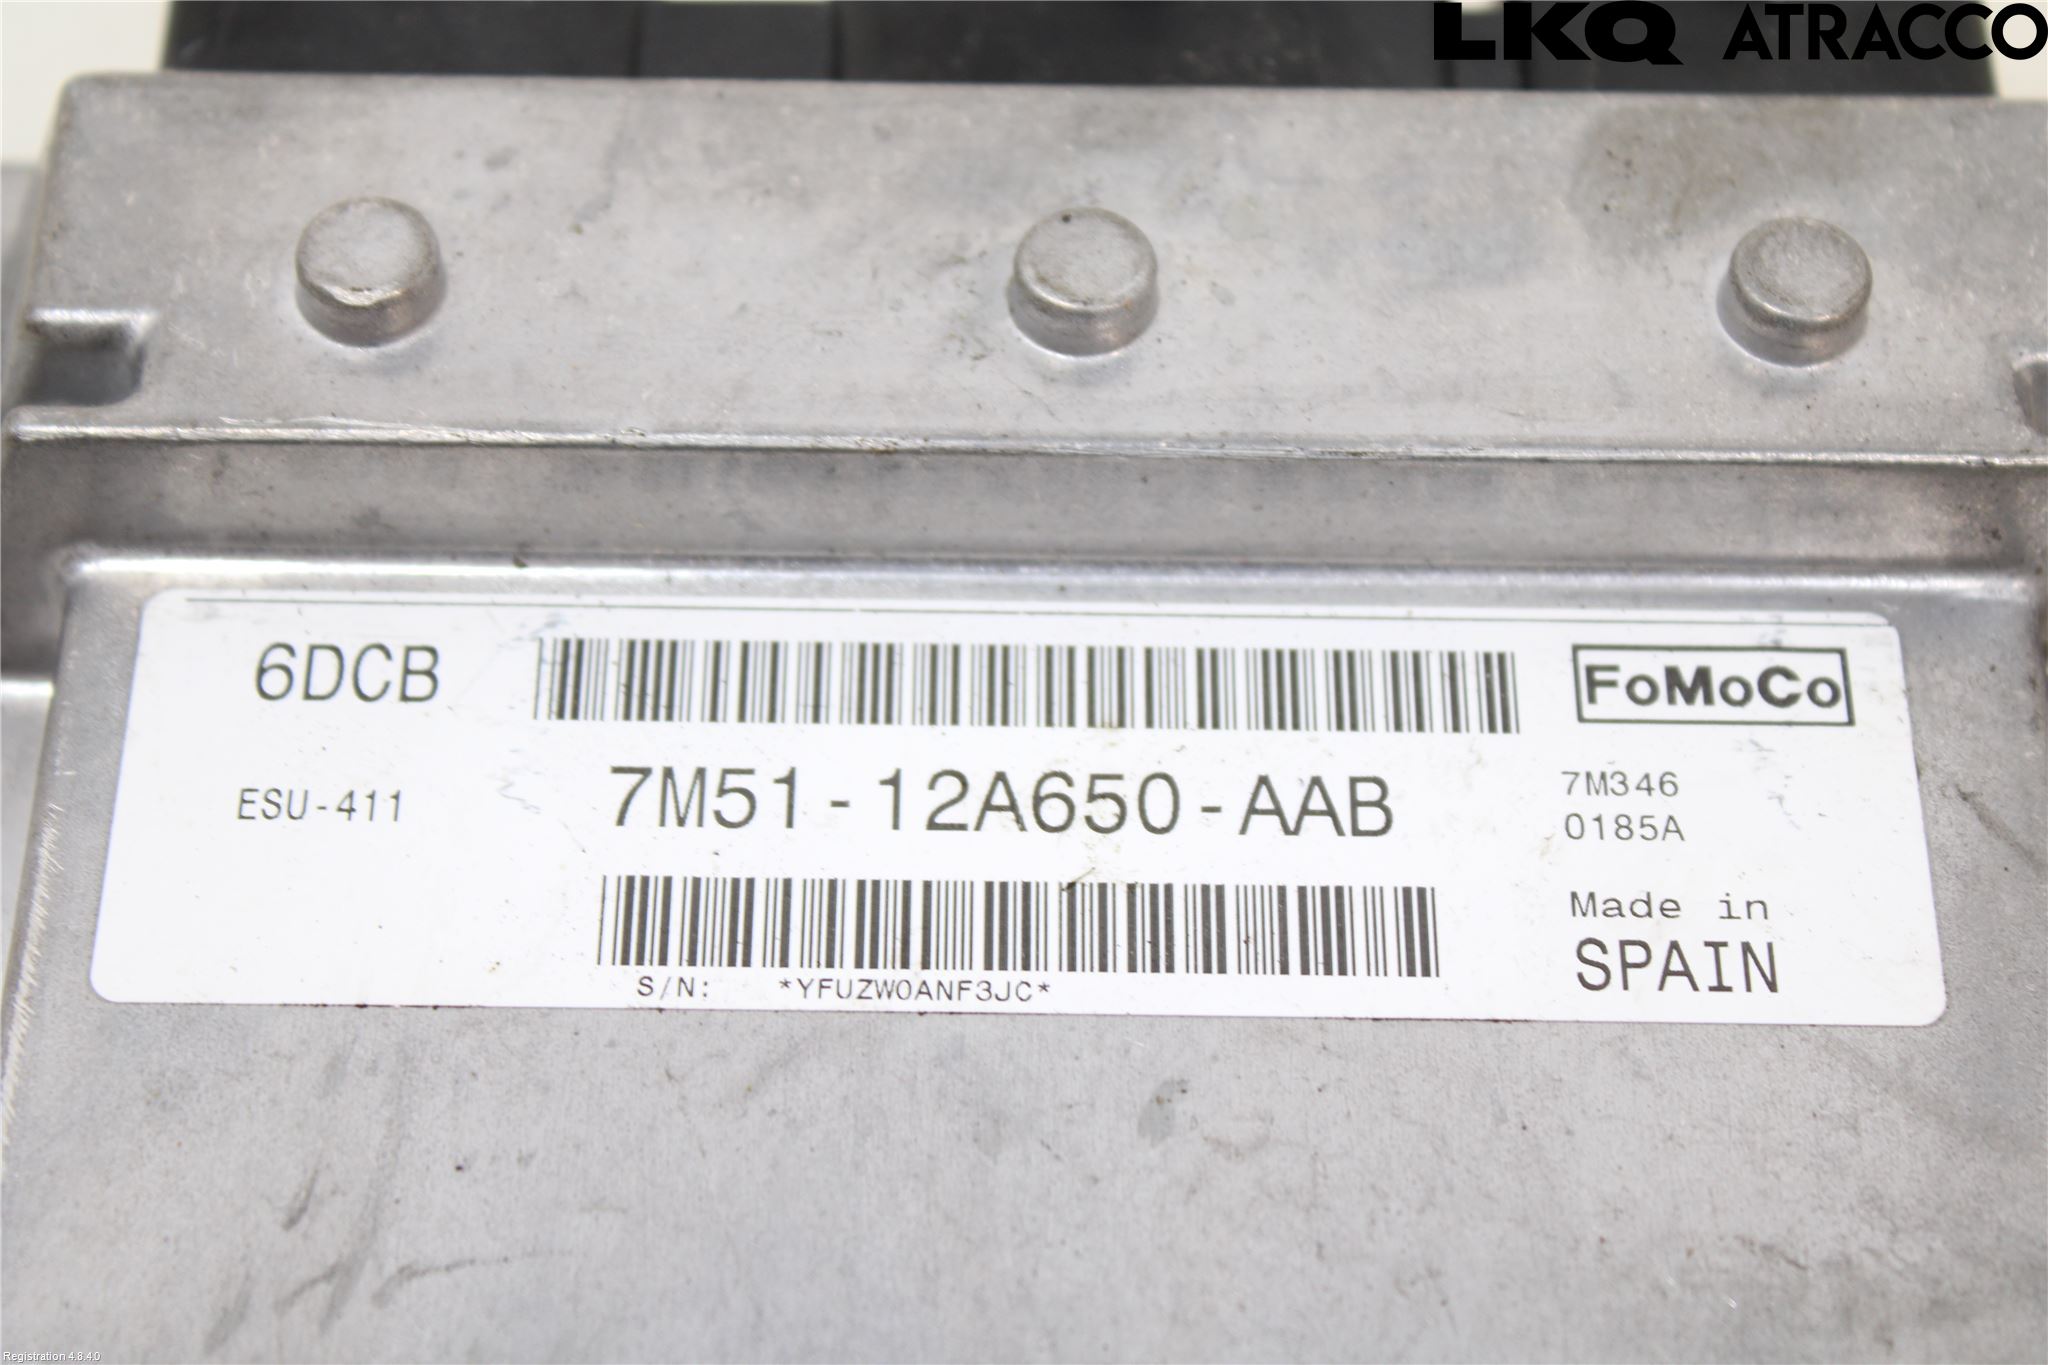 LKQ ATRACCO
6DCB
FoMoCo
ESU-411
7M51-12A650-AAB
7M346
0185A
Made in
SPAIN
S/N: *YFUZW0ANF3JC*
Registration 4.8.4.0